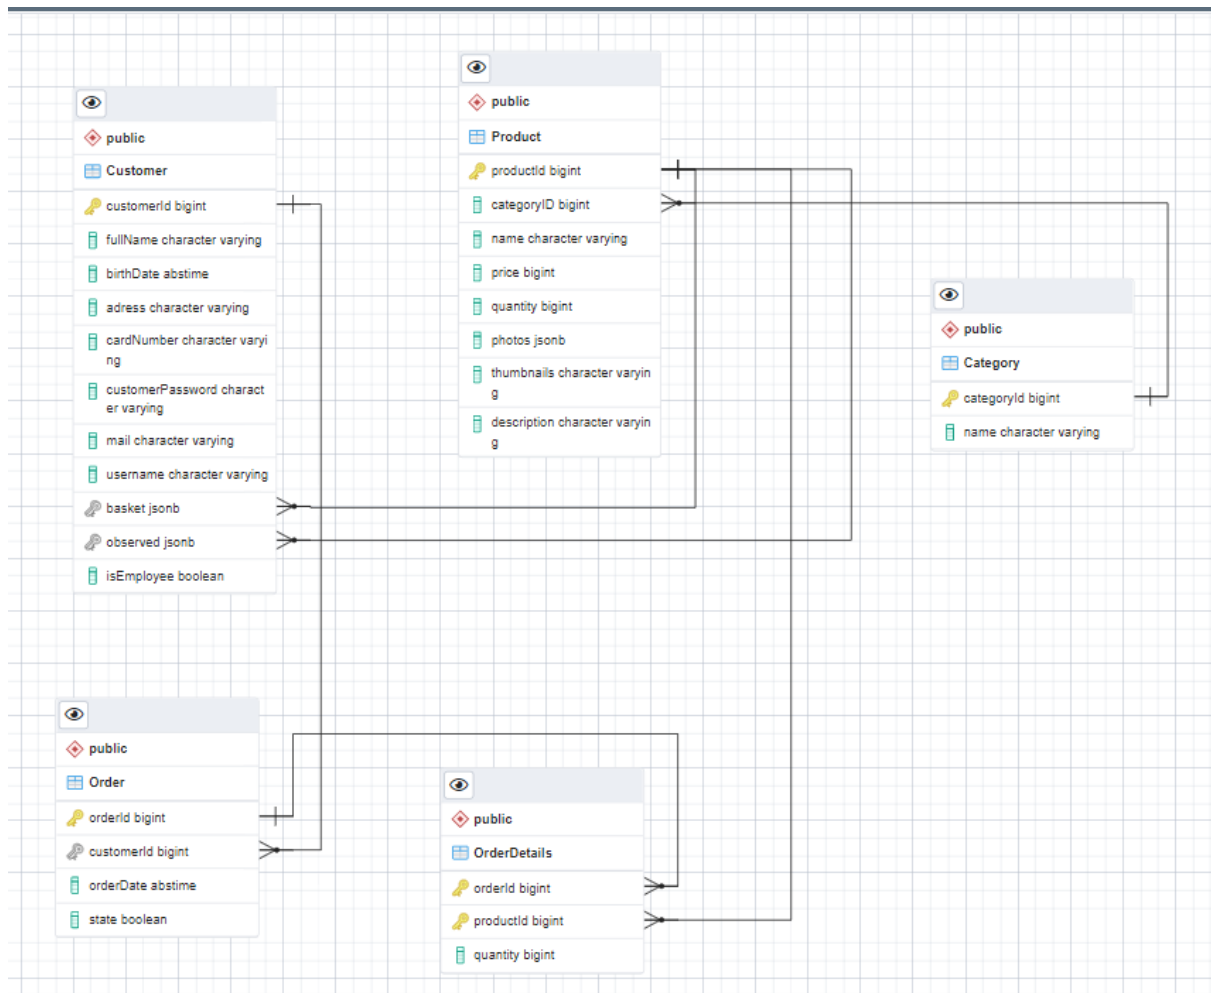 public
Customer
customerId bigint
fullName character varying
birthDate abstime
adress character varying
cardNumber character varyi
ng
customerPassword charact
er varying
mail character varying
username character varying
basket jsonb
observed jsonb
isEmployee boolean
public
Product
productId bigint
categoryID bigint
name character varying
price bigint
quantity bigint
photos jsonb
thumbnails character varyin
g
description character varyin
g
public
Category
categoryId bigint
name character varying
public
Order
orderId bigint
customerId bigint
orderDate abstime
state boolean
public
OrderDetails
orderId bigint
productId bigint
quantity bigint